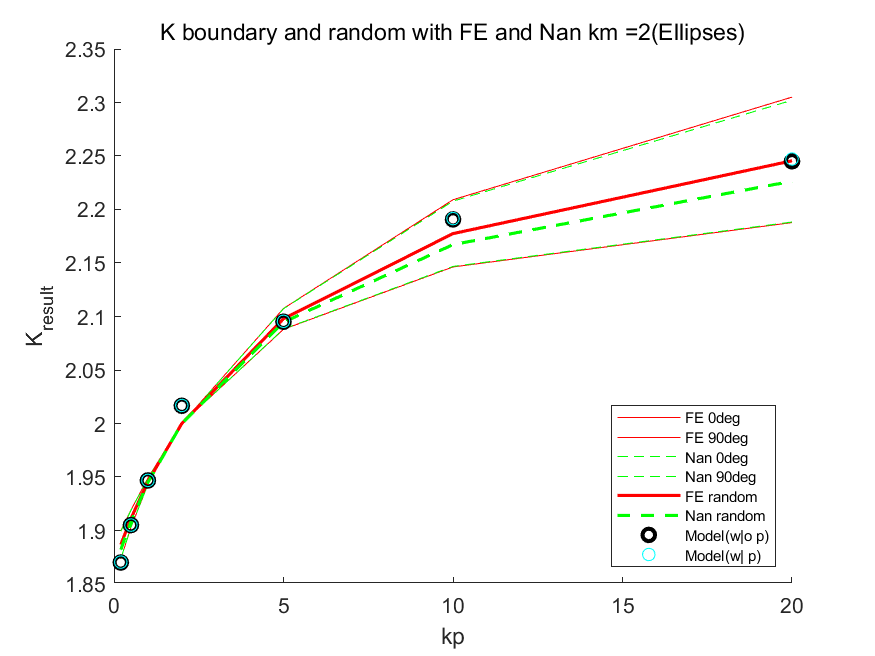 K boundary and random with FE and Nan km =2(Ellipses)
2.35
2.3
2.25
2.2
2.15
2.1
2.05
2
1.95
1.9
1.85
K_result
0
5
10
15
20
kp
FE 0deg
FE 90deg
Nan 0deg
Nan 90deg
FE random
Nan random
Model(w|o p)
Model(w| p)